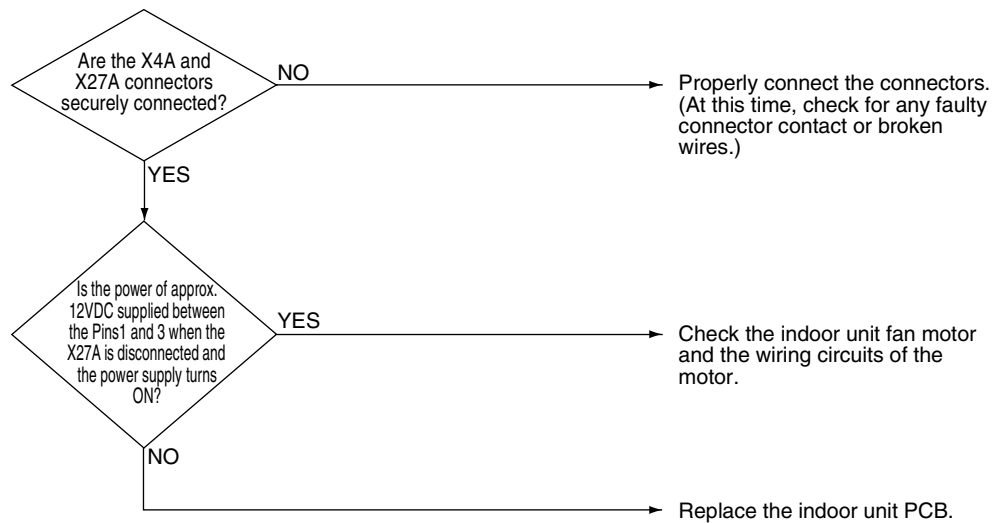 Are the X4A and
X27A connectors
securely connected?
NO
Properly connect the connectors.
(At this time, check for any faulty
connector contact or broken
wires.)
YES
Is the power of approx.
12VDC supplied between
the Pins1 and 3 when the
X27A is disconnected and
the power supply turns
ON?
YES
Check the indoor unit fan motor
and the wiring circuits of the
motor.
NO
Replace the indoor unit PCB.